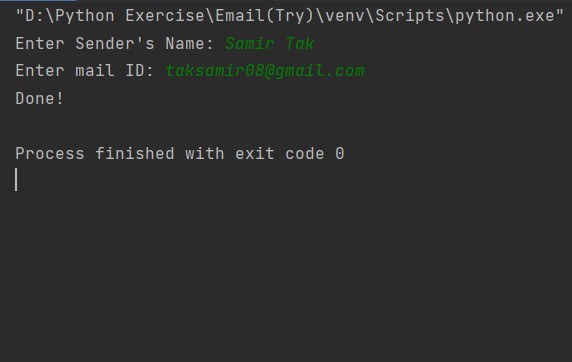 "D:\Python Exercise\Email(Try)\venv\Scripts\python.exe"
Enter Sender's Name: Samir Tak
Enter mail ID: taksamir08@gmail.com
Done!
Process finished with exit code 0